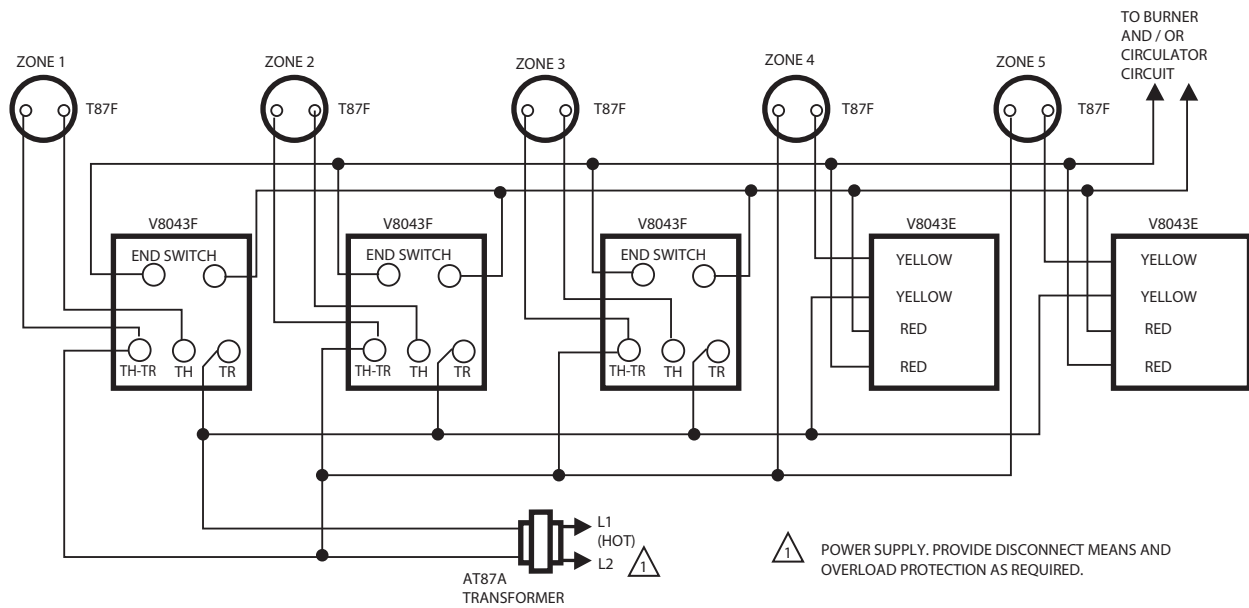 TO BURNER
AND / OR
CIRCULATOR
CIRCUIT
ZONE 1
ZONE 2
ZONE 3
ZONE 4
ZONE 5
T87F
T87F
T87F
T87F
T87F
V8043F
V8043F
V8043F
V8043E
V8043E
END SWITCH
TH-TR
TH
TR
END SWITCH
TH-TR
TH
TR
END SWITCH
TH-TR
TH
TR
YELLOW
YELLOW
RED
RED
YELLOW
YELLOW
RED
RED
L1
(HOT)
L2
1
AT87A
TRANSFORMER
1
POWER SUPPLY. PROVIDE DISCONNECT MEANS AND
OVERLOAD PROTECTION AS REQUIRED.